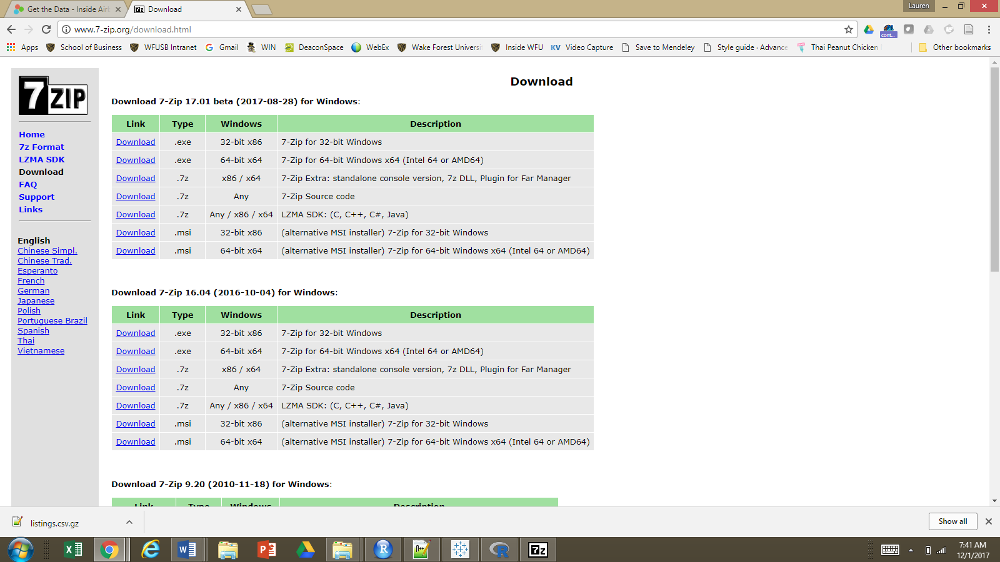 Get the Data - Inside Air
Download
Lauren
www.7-zip.org/download.html
cont...
Apps
School of Business
WFUSB Intranet
Gmail
WIN
DeaconSpace
WebEx
Wake Forest Universi
Inside WFU
KV Video Capture
Save to Mendeley
Style guide · Advance
Thai Peanut Chicken
Other bookmarks
7ZIP
Home
7z Format
LZMA SDK
Download
FAQ
Support
Links
English
Chinese Simpl.
Chinese Trad.
Esperanto
French
German
Japanese
Polish
Portuguese Brazil
Spanish
Thai
Vietnamese
Download
Download 7-Zip 17.01 beta (2017-08-28) for Windows:
Link Type Windows Description
Download .exe 32-bit x86 7-Zip for 32-bit Windows
Download .exe 64-bit x64 7-Zip for 64-bit Windows x64 (Intel 64 or AMD64)
Download .7z x86 / x64 7-Zip Extra: standalone console version, 7z DLL, Plugin for Far Manager
Download .7z Any 7-Zip Source code
Download .7z Any / x86 / x64 LZMA SDK: (C, C++, C#, Java)
Download .msi 32-bit x86 (alternative MSI installer) 7-Zip for 32-bit Windows
Download .msi 64-bit x64 (alternative MSI installer) 7-Zip for 64-bit Windows x64 (Intel 64 or AMD64)
Download 7-Zip 16.04 (2016-10-04) for Windows:
Link Type Windows Description
Download .exe 32-bit x86 7-Zip for 32-bit Windows
Download .exe 64-bit x64 7-Zip for 64-bit Windows x64 (Intel 64 or AMD64)
Download .7z x86 / x64 7-Zip Extra: standalone console version, 7z DLL, Plugin for Far Manager
Download .7z Any 7-Zip Source code
Download .7z Any / x86 / x64 LZMA SDK: (C, C++, C#, Java)
Download .msi 32-bit x86 (alternative MSI installer) 7-Zip for 32-bit Windows
Download .msi 64-bit x64 (alternative MSI installer) 7-Zip for 64-bit Windows x64 (Intel 64 or AMD64)
Download 7-Zip 9.20 (2010-11-18) for Windows:
Link Type Windows Description
listings.csv.gz
Show all
7:41 AM
12/1/2017